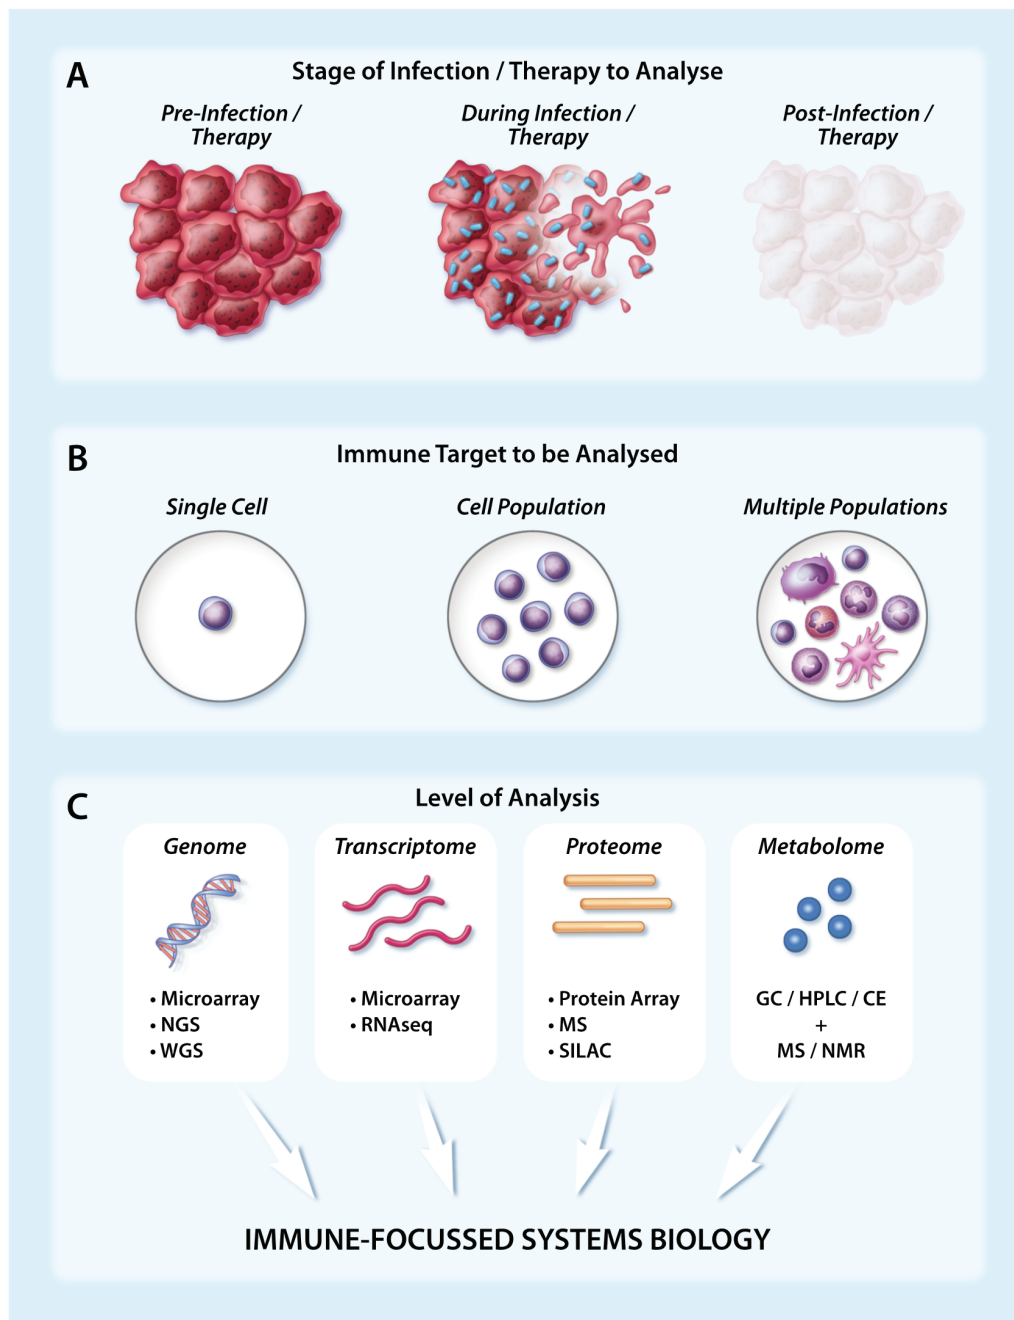 A
Stage of Infection / Therapy to Analyse
Pre-Infection /
Therapy
During Infection /
Therapy
Post-Infection /
Therapy
B
Immune Target to be Analysed
Single Cell
Cell Population
Multiple Populations
C
Level of Analysis
Genome
• Microarray
• NGS
• WGS
Transcriptome
• Microarray
• RNAseq
Proteome
• Protein Array
• MS
• SILAC
Metabolome
GC / HPLC / CE
+
MS / NMR
IMMUNE-FOCUSSED SYSTEMS BIOLOGY